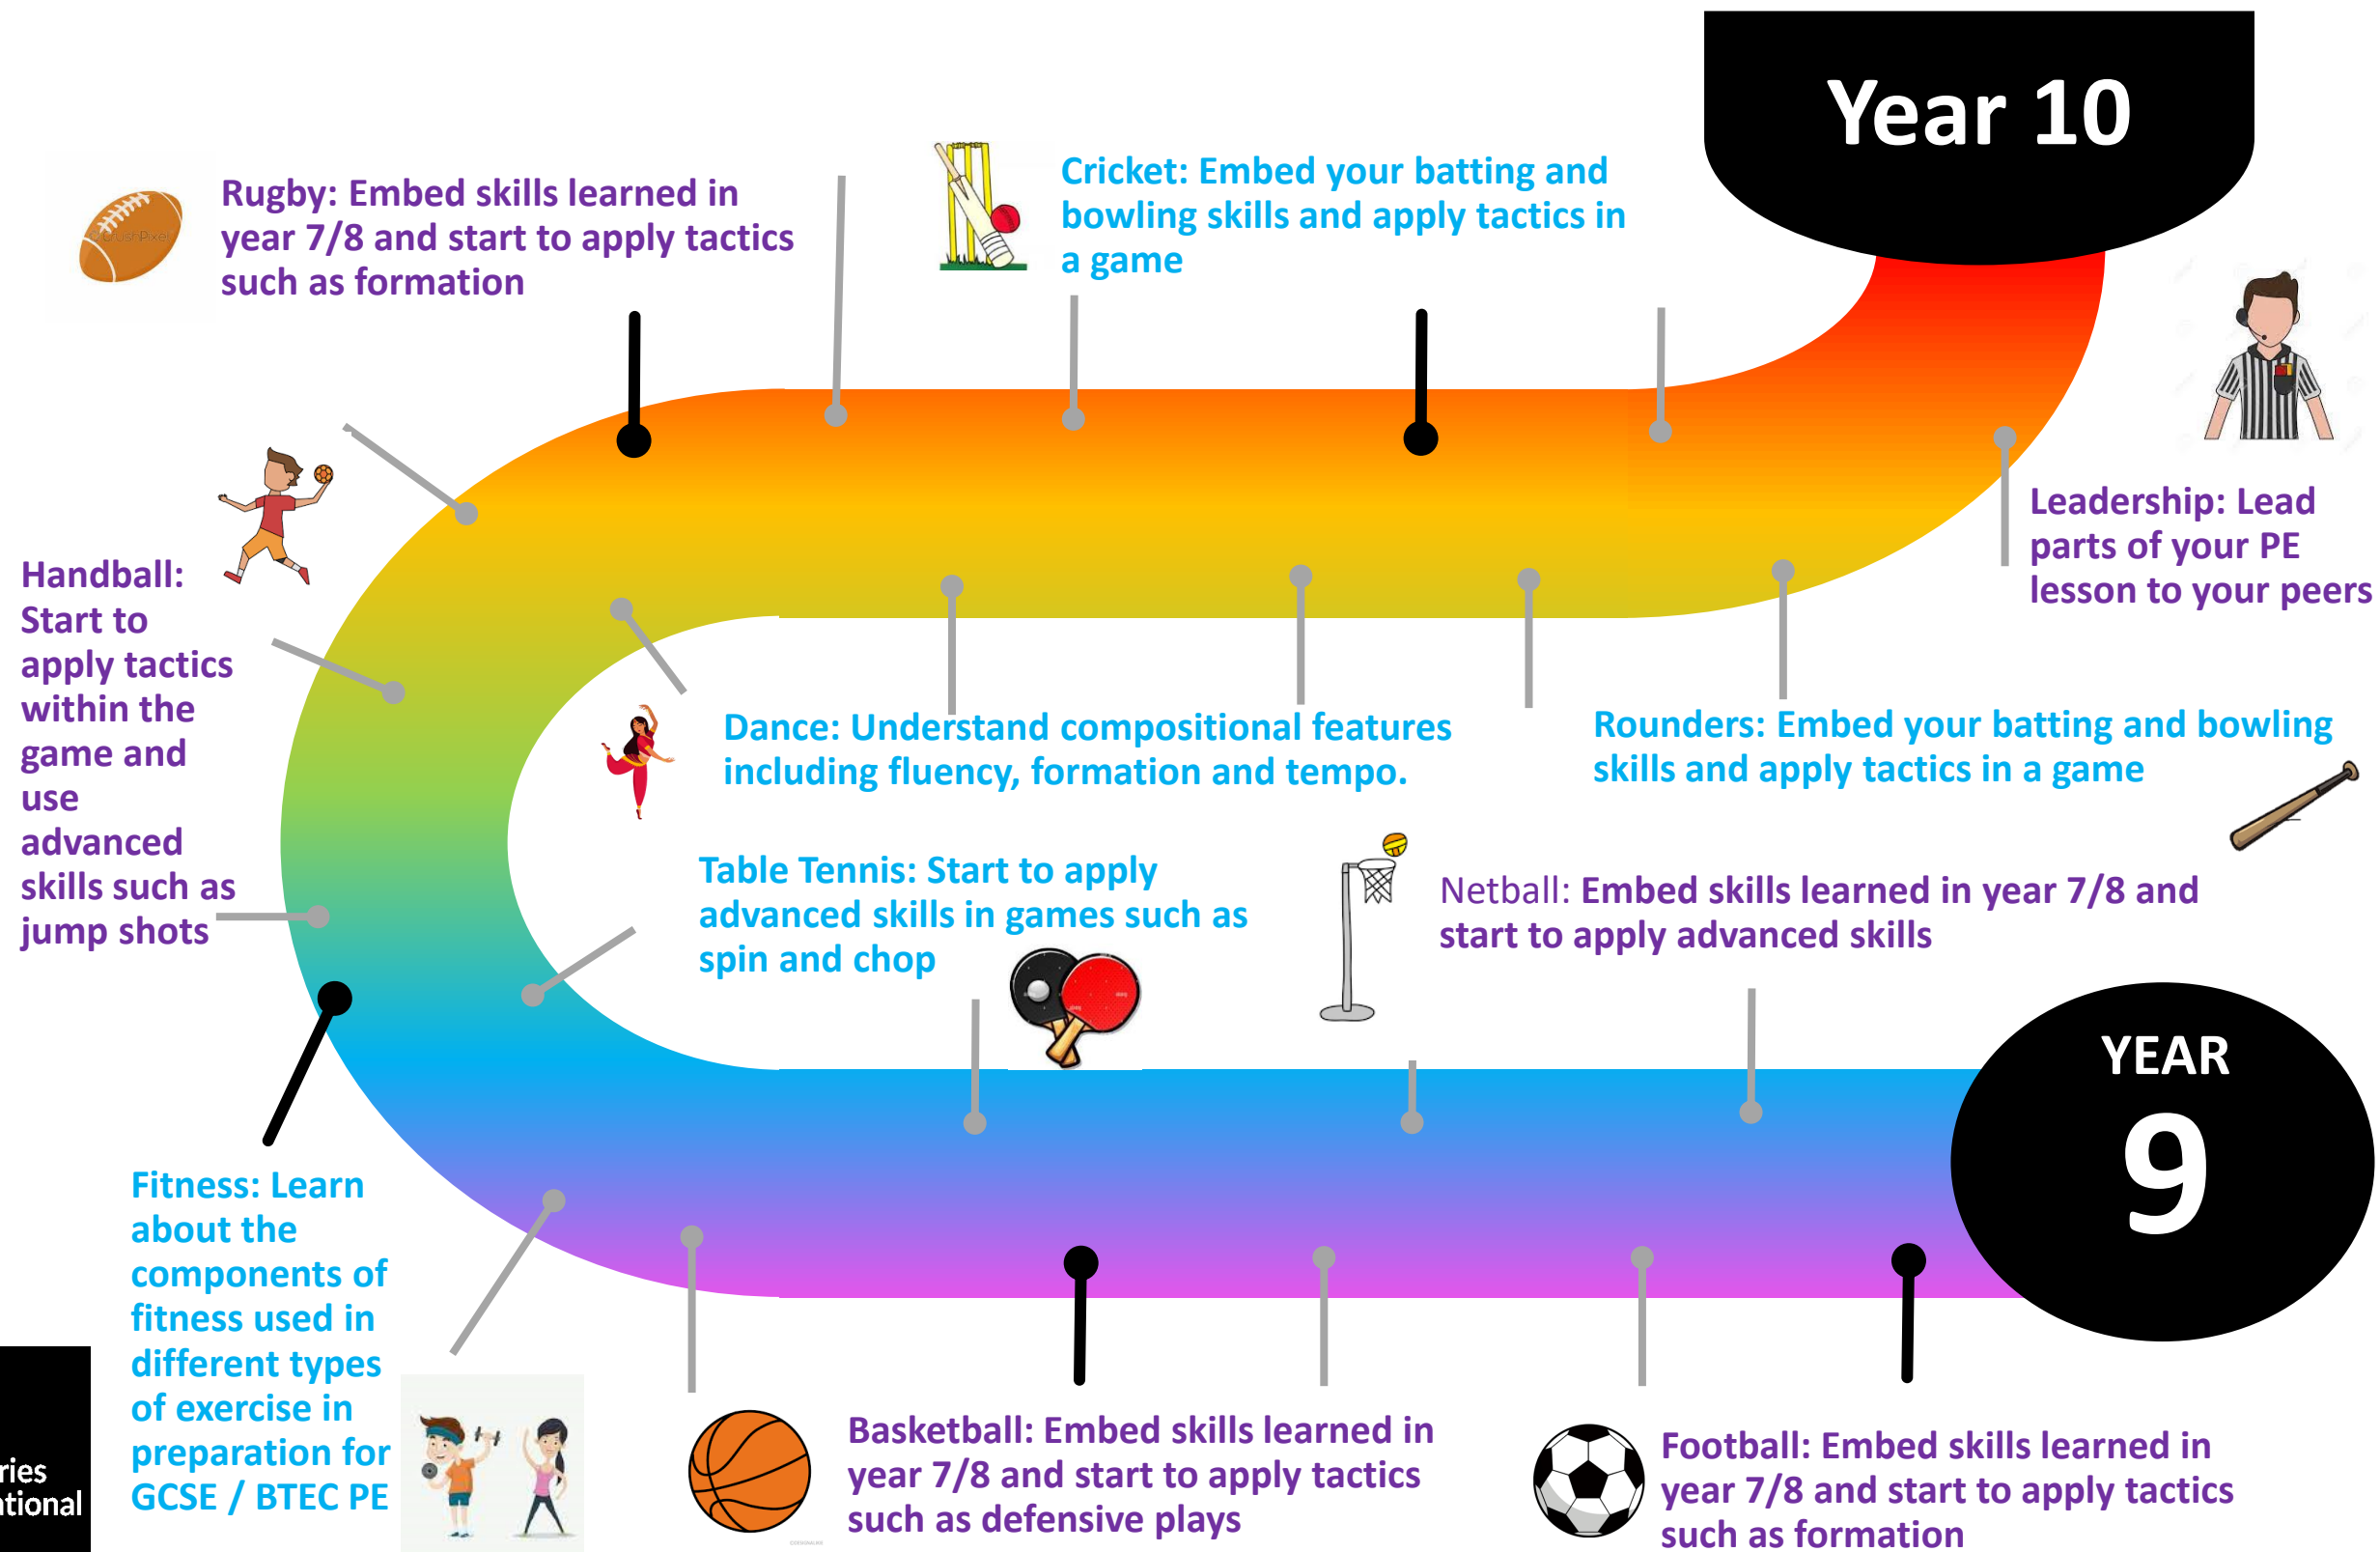 Year 10
Rugby: Embed skills learned in
year 7/8 and start to apply tactics
such as formation
Cricket: Embed your batting and
bowling skills and apply tactics in
a game
Leadership: Lead
parts of your PE
lesson to your peers
Handball:
Start to
apply tactics
within the
game and
use
advanced
skills such as
jump shots
Dance: Understand compositional features
including fluency, formation and tempo.
Rounders: Embed your batting and bowling
skills and apply tactics in a game
Table Tennis: Start to apply
advanced skills in games such as
spin and chop
Netball: Embed skills learned in year 7/8 and
start to apply advanced skills
YEAR
9
Fitness: Learn
about the
components of
fitness used in
different types
of exercise in
preparation for
GCSE / BTEC PE
Basketball: Embed skills learned in
year 7/8 and start to apply tactics
such as defensive plays
Football: Embed skills learned in
year 7/8 and start to apply tactics
such as formation